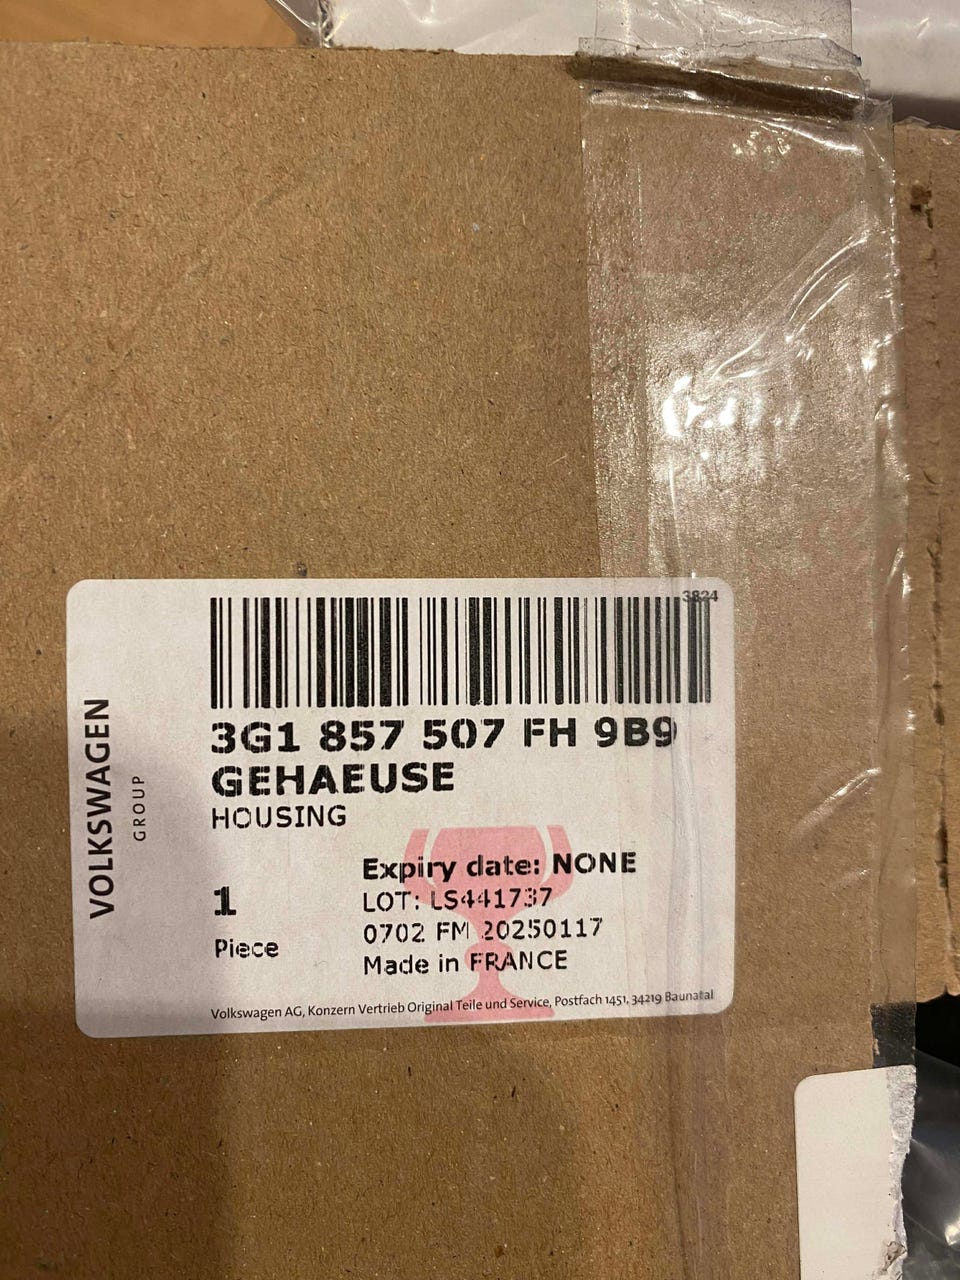 3824
3G1 857 507 FH 9B9
GEHAEUSE
HOUSING
VOLKSWAGEN
GROUP
1
Piece
Expiry date: NONE
LOT: LS441737
0702 FM 20250117
Made in FRANCE
Volkswagen AG, Konzern Vertrieb Original Teile und Service, Postfach 1451, 34219 Baunatal